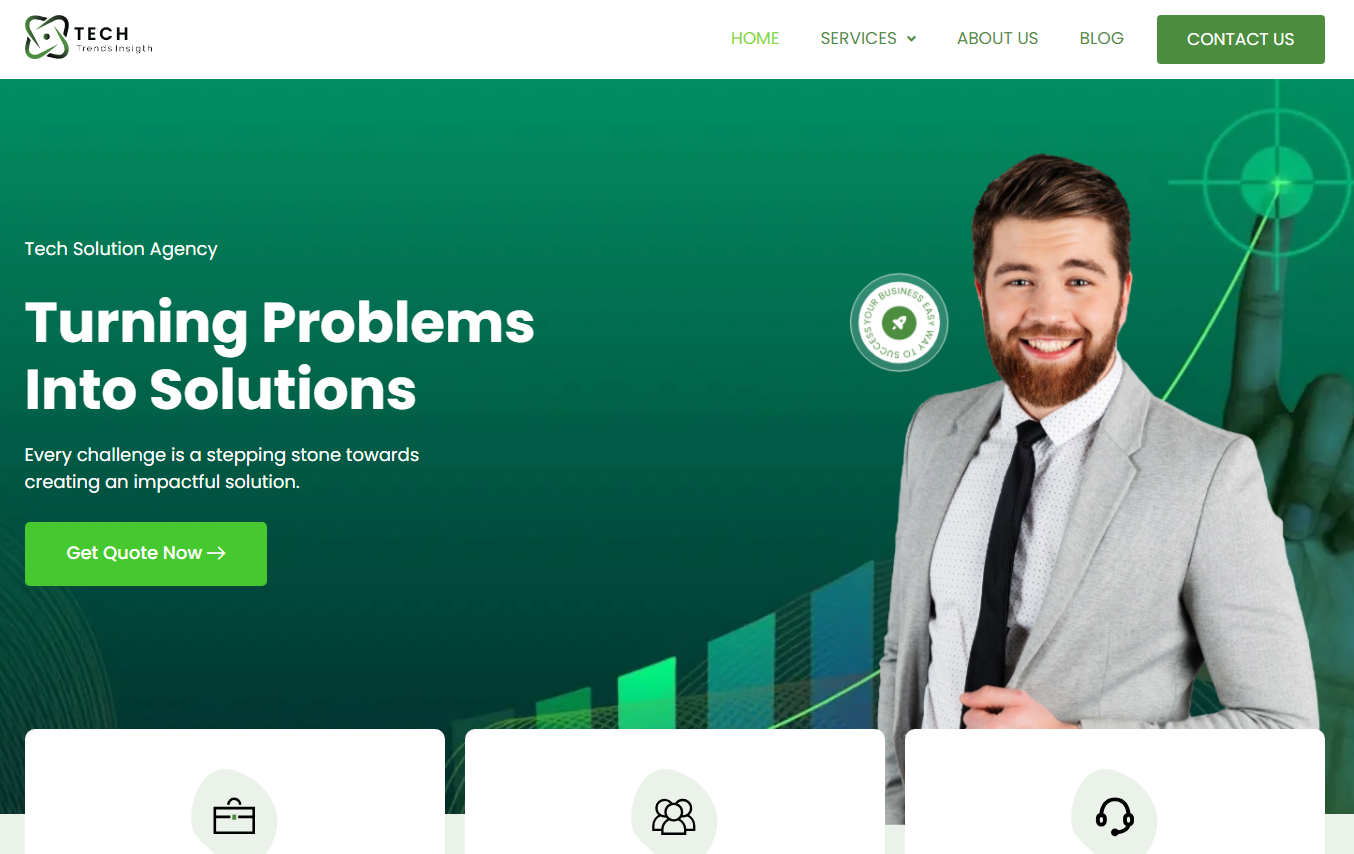 TECH
Trends Insigth
HOME
SERVICES
ABOUT US
BLOG
CONTACT US
Tech Solution Agency
Turning Problems
Into Solutions
Every challenge is a stepping stone towards
creating an impactful solution.
Get Quote Now →
YOUR BUSINESS EASY WAY TO SUCCESS